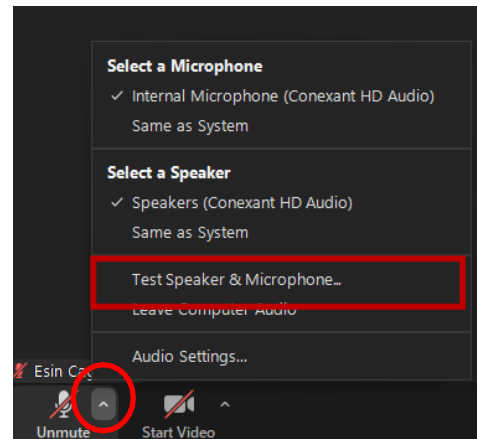 Select a Microphone
✓ Internal Microphone (Conexant HD Audio)
Same as System
Select a Speaker
✓ Speakers (Conexant HD Audio)
Same as System
Test Speaker & Microphone...
Leave Computer Audio
Audio Settings...
Esin
Unmute Start Video